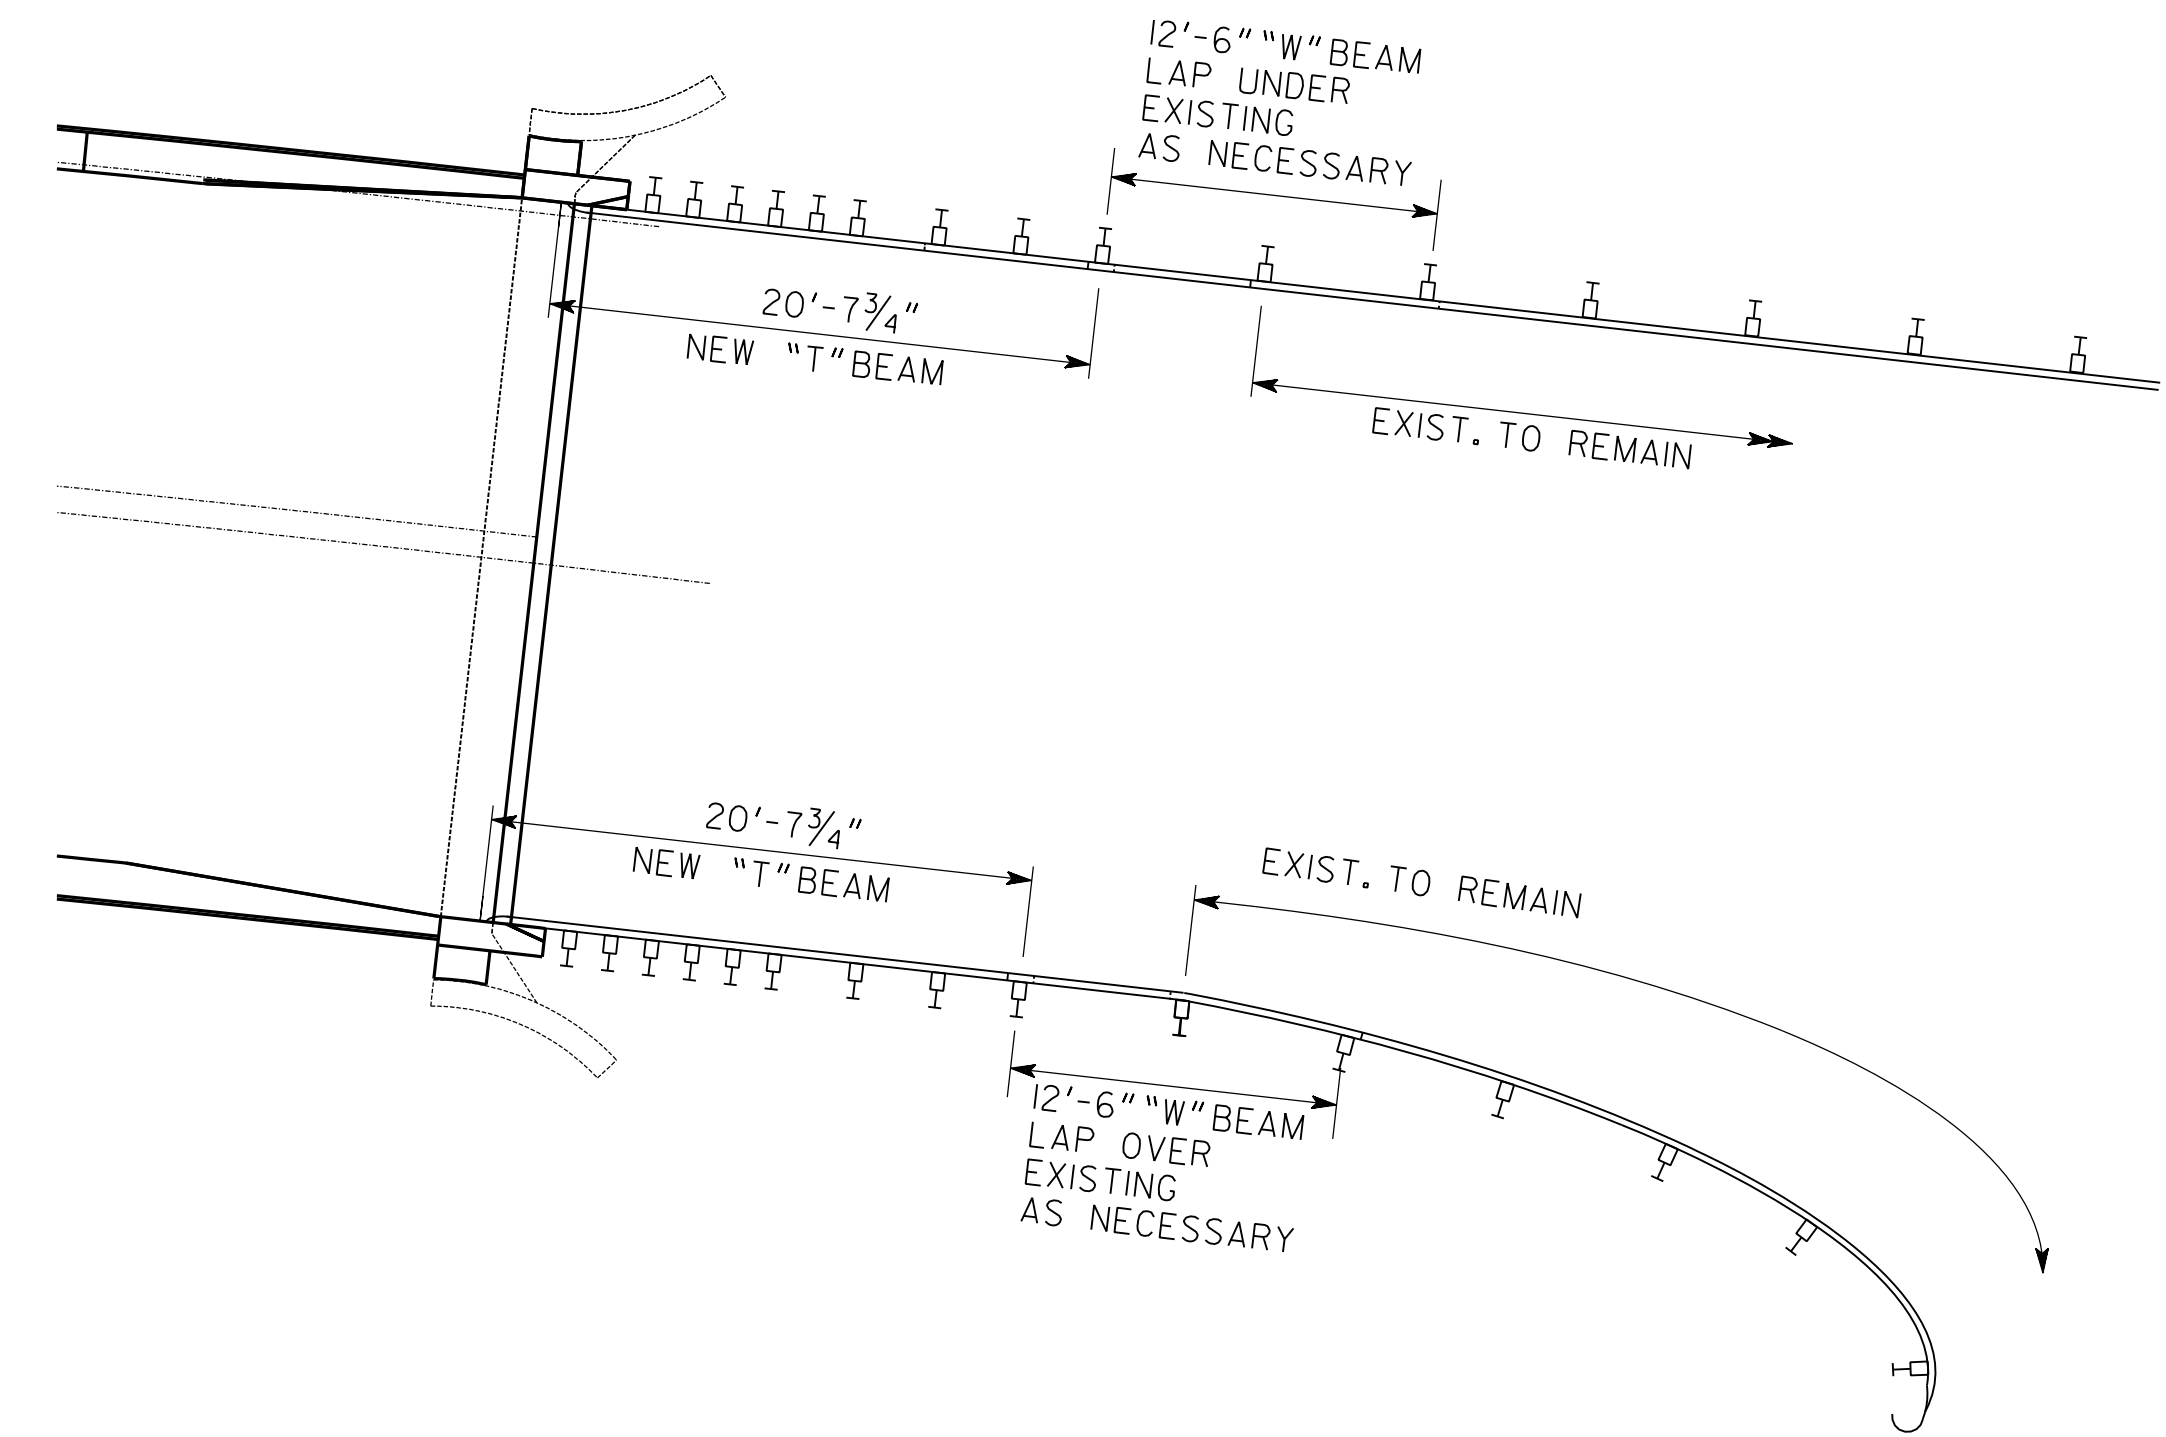 12'-6" "W" BEAM
LAP UNDER
EXISTING
AS NECESSARY
20'-7¾"
NEW "T" BEAM
EXIST. TO REMAIN
20'-7¾"
NEW "T" BEAM
EXIST. TO REMAIN
12'-6" "W" BEAM
LAP OVER
EXISTING
AS NECESSARY